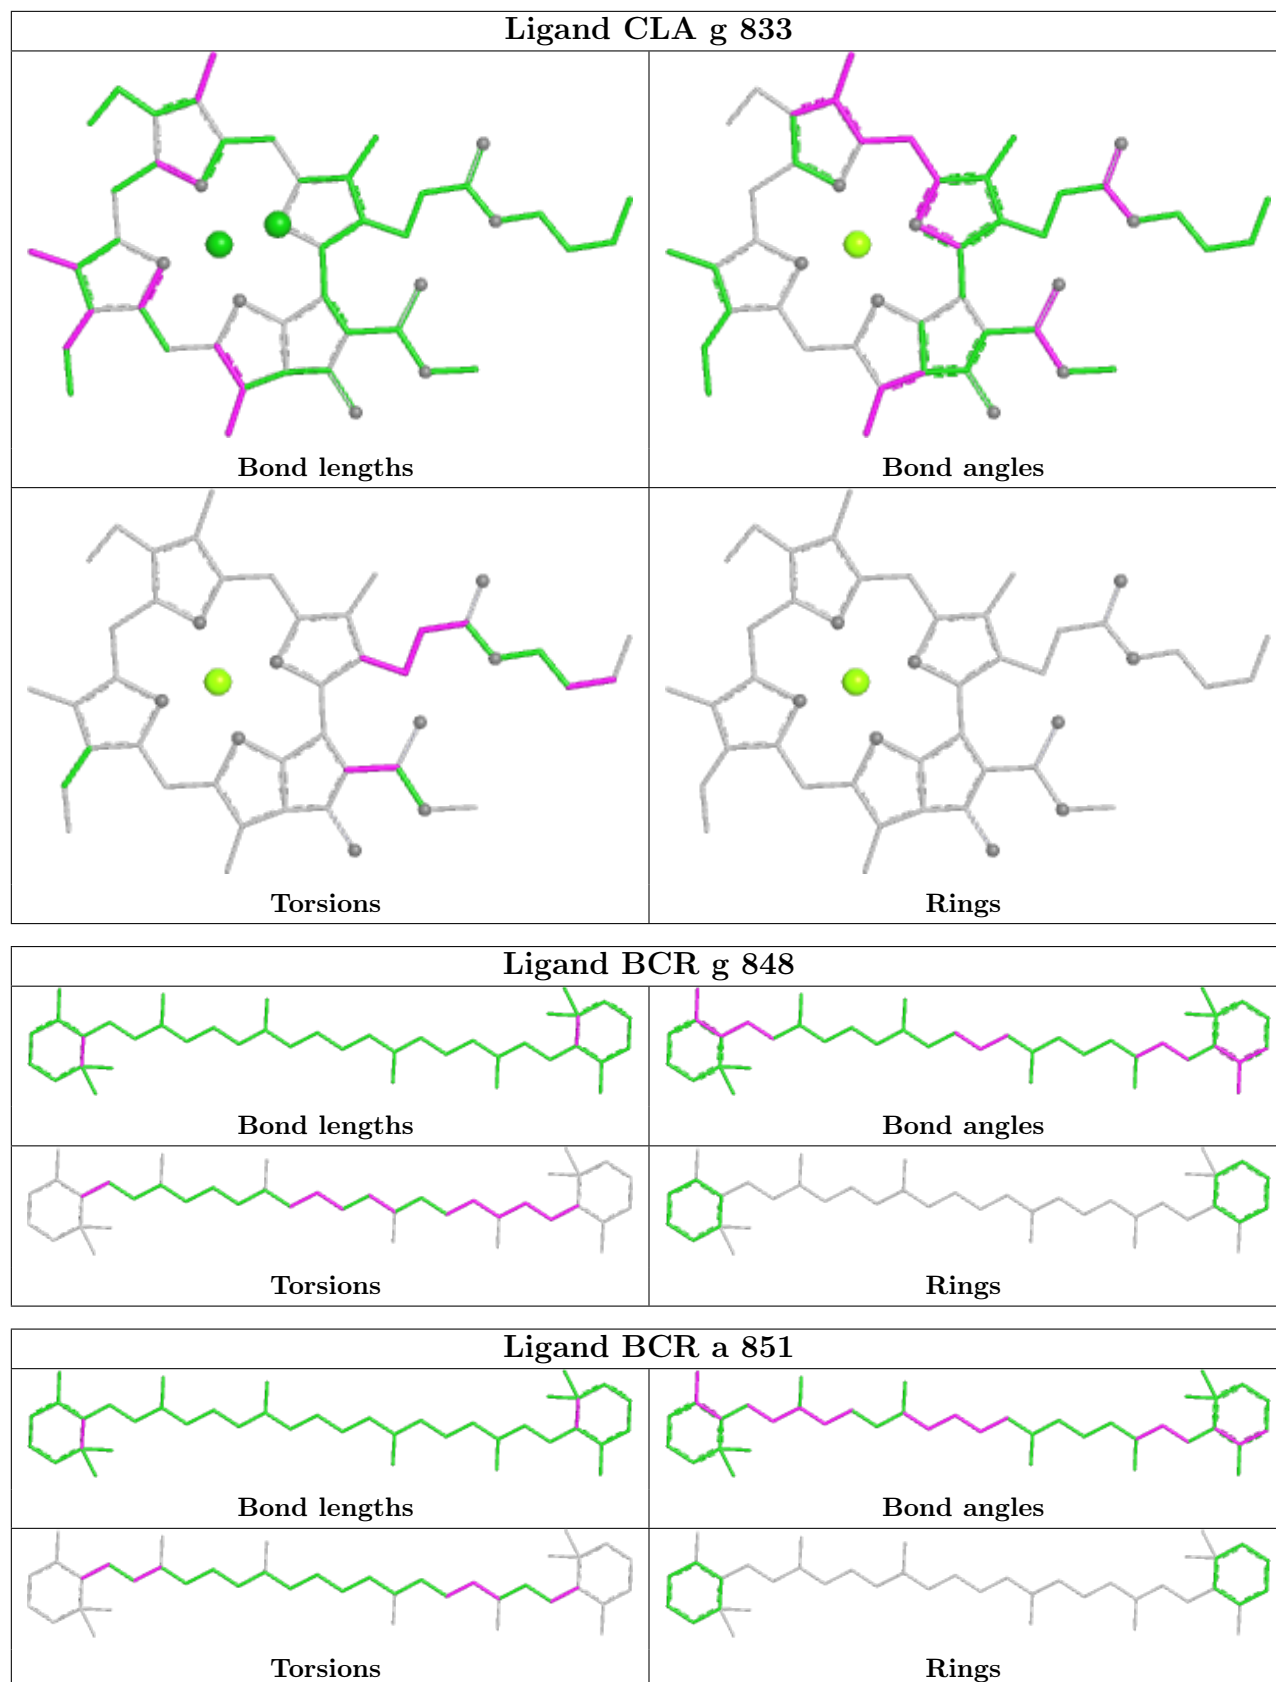 Ligand CLA g 833
Bond lengths
Bond angles
Torsions
Rings
Ligand BCR g 848
Bond lengths
Bond angles
Torsions
Rings
Ligand BCR a 851
Bond lengths
Bond angles
Torsions
Rings